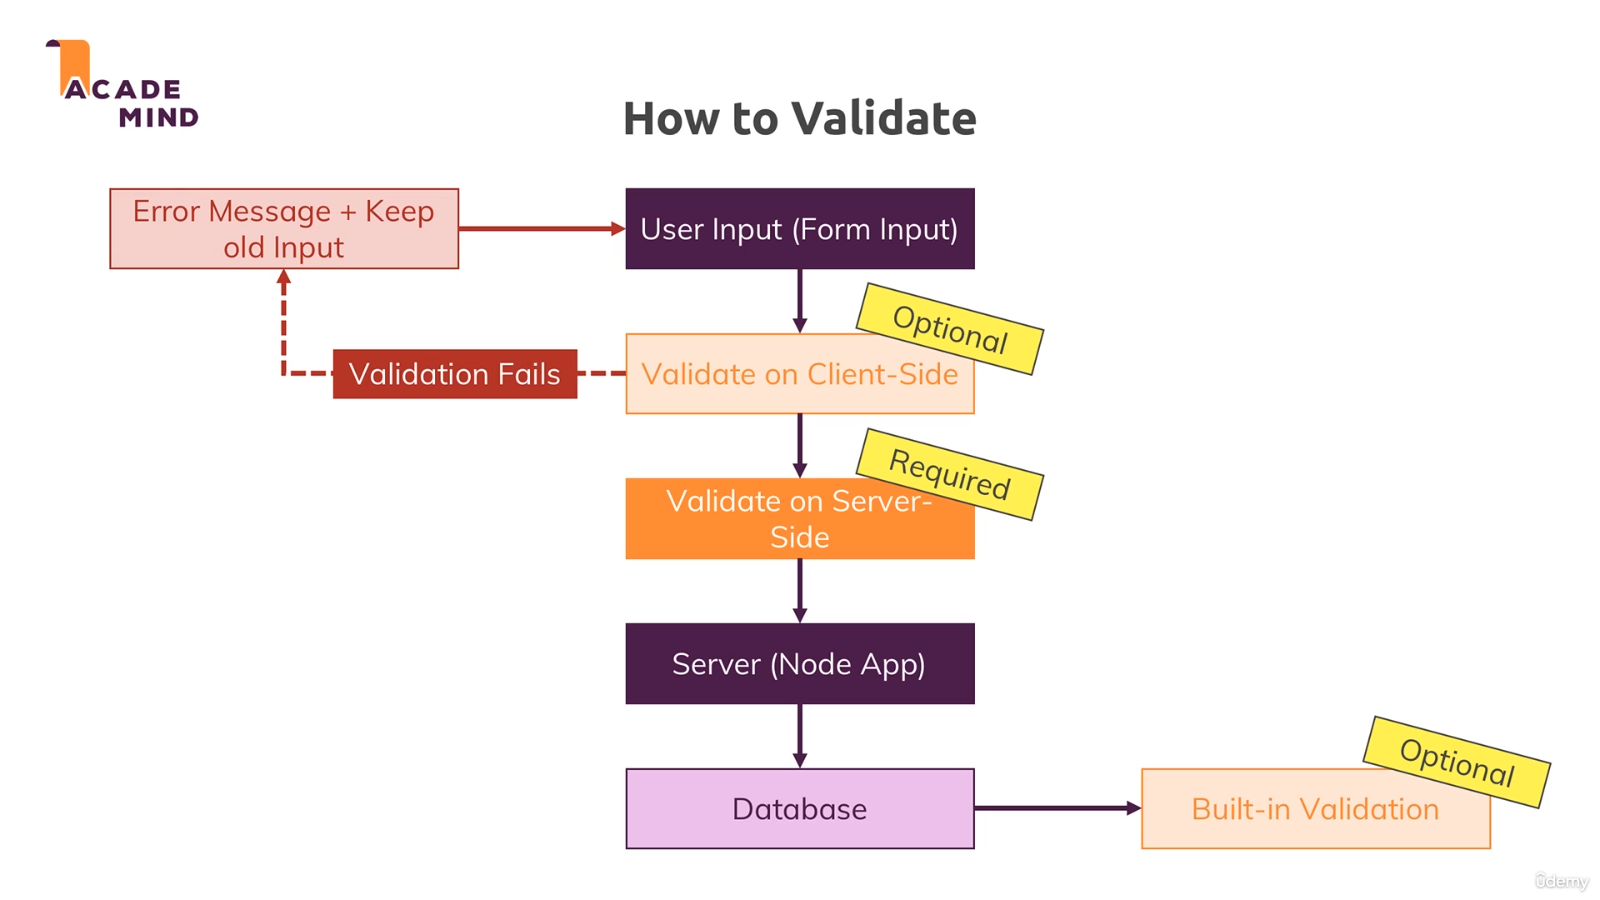 ACADE
MIND
How to Validate
Error Message + Keep
old Input
User Input (Form Input)
Optional
Validation Fails
Validate on Client-Side
Required
Validate on Server-
Side
Server (Node App)
Optional
Database
Built-in Validation
ûdemy